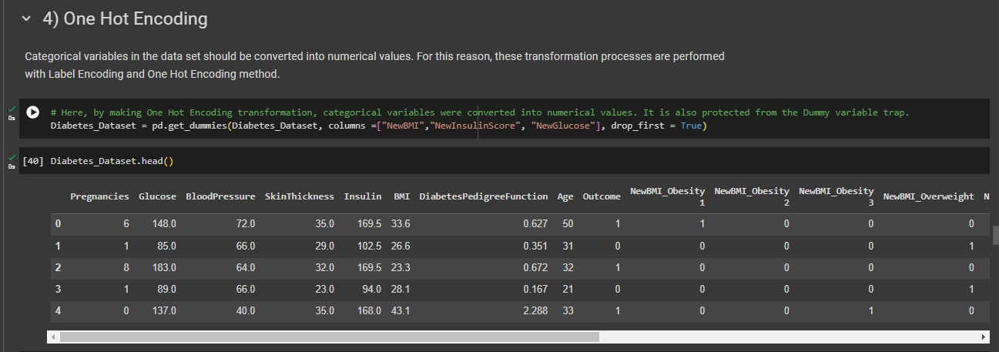 4) One Hot Encoding
Categorical variables in the data set should be converted into numerical values. For this reason, these transformation processes are performed
with Label Encoding and One Hot Encoding method.
# Here, by making One Hot Encoding transformation, categorical variables were converted into numerical values. It is also protected from the Dummy variable trap.
0s Diabetes_Dataset = pd.get_dummies(Diabetes_Dataset, columns =["NewBMI","NewInsulinScore", "NewGlucose"], drop_first = True)
[40] Diabetes_Dataset.head()
0s
Pregnancies Glucose BloodPressure SkinThickness Insulin BMI DiabetesPedigreeFunction Age Outcome NewBMI_Obesity 1 NewBMI_Obesity 2 NewBMI_Obesity 3 NewBMI_Overweight N
0 6 148.0 72.0 35.0 169.5 33.6 0.627 50 1 1 0 0 0
1 1 85.0 66.0 29.0 102.5 26.6 0.351 31 0 0 0 0 1
2 8 183.0 64.0 32.0 169.5 23.3 0.672 32 1 0 0 0 0
3 1 89.0 66.0 23.0 94.0 28.1 0.167 21 0 0 0 0 1
4 0 137.0 40.0 35.0 168.0 43.1 2.288 33 1 0 0 1 0